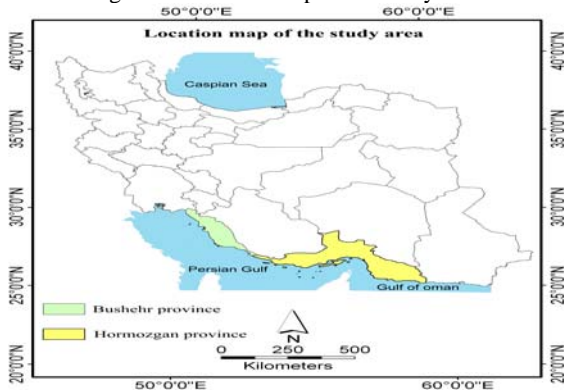 50°0'0"E 60°0'0"E
Location map of the study area
40°0'0"N 40°0'0"N
Caspian Sea
35°0'0"N 35°0'0"N
30°0'0"N 30°0'0"N
Persian Gulf
Gulf of oman
25°0'0"N 25°0'0"N
Bushehr province
Hormozgan province
N
0 250 500
Kilometers
20°0'0"N 20°0'0"N
50°0'0"E 60°0'0"E